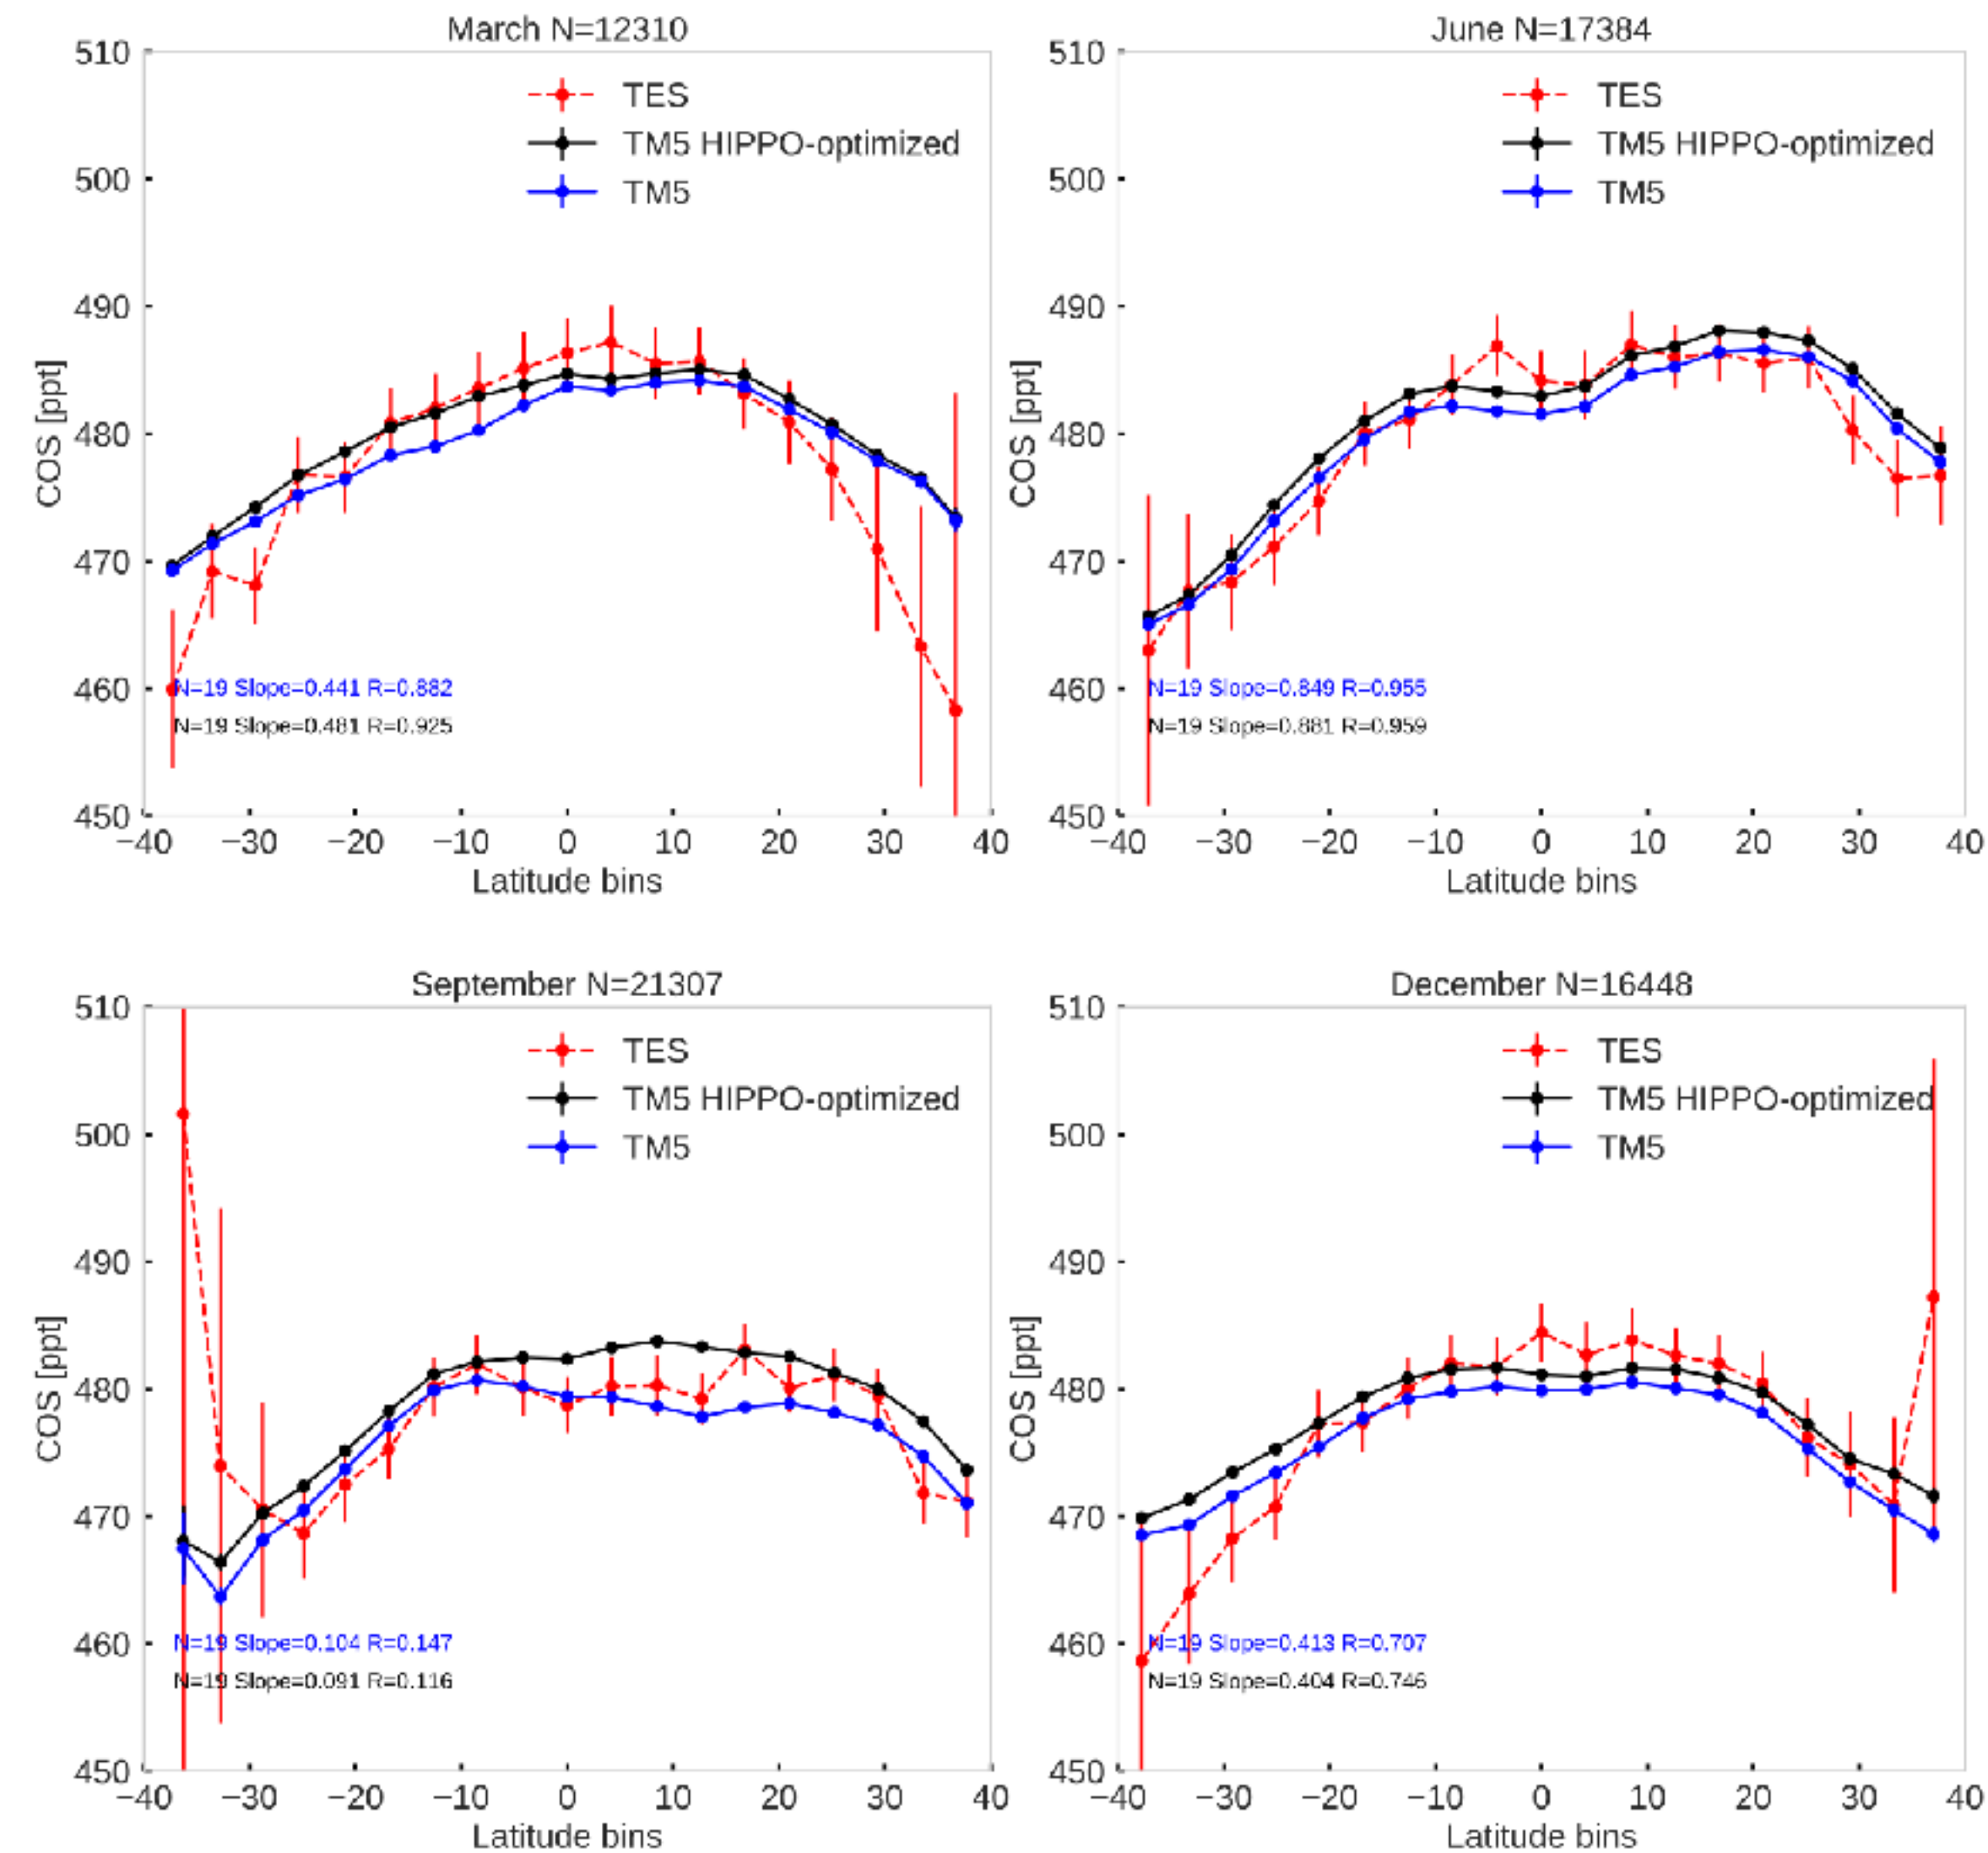 March N=12310
510
500
490
480
470
460
450
COS [ppt]
TES
TM5 HIPPO-optimized
TM5
N=19 Slope=0.441 R=0.882
N=19 Slope=0.481 R=0.925
−40 −30 −20 −10 0 10 20 30 40
Latitude bins
June N=17384
510
500
490
480
470
460
450
COS [ppt]
TES
TM5 HIPPO-optimized
TM5
N=19 Slope=0.849 R=0.955
N=19 Slope=0.881 R=0.959
−40 −30 −20 −10 0 10 20 30 40
Latitude bins
September N=21307
510
500
490
480
470
460
450
COS [ppt]
TES
TM5 HIPPO-optimized
TM5
N=19 Slope=0.104 R=0.147
N=19 Slope=0.091 R=0.116
−40 −30 −20 −10 0 10 20 30 40
Latitude bins
December N=16448
510
500
490
480
470
460
450
COS [ppt]
TES
TM5 HIPPO-optimized
TM5
N=19 Slope=0.413 R=0.707
N=19 Slope=0.404 R=0.746
−40 −30 −20 −10 0 10 20 30 40
Latitude bins